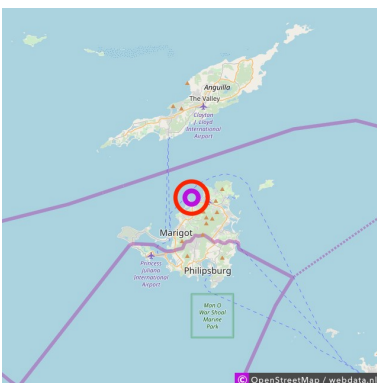 Anguilla
The Valley
Clayton
J. Lloyd
International
Airport
Marigot
Princess
Juliana
International
Airport
Philipsburg
Man O
War Shoal
Marine
Park
© OpenStreetMap / webdata.nl